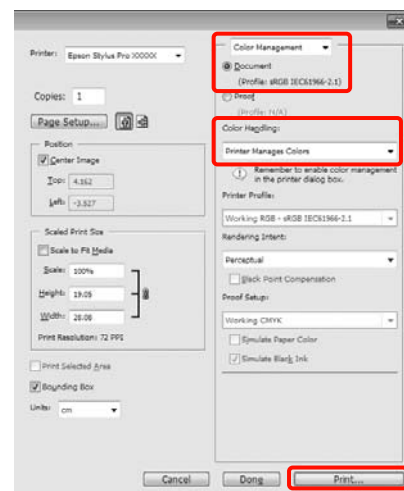 Printer: Epson Stylus Pro XXXXX
Copies: 1
Page Setup...
Position
Center Image
Top: 4.162
Left: -3.527
Scaled Print Size
Scale to Fit Media
Scale: 100%
Height: 19.05
Width: 28.08
Print Resolution: 72 PPI
Print Selected Area
Bounding Box
Units: cm
Color Management
Document
(Profile: sRGB IEC61966-2.1)
Proof
(Profile: N/A)
Color Handling:
Printer Manages Colors
Remember to enable color management
in the printer dialog box.
Printer Profile:
Working RGB - sRGB IEC61966-2.1
Rendering Intent:
Perceptual
Black Point Compensation
Proof Setup:
Working CMYK
Simulate Paper Color
Simulate Black Ink
Cancel
Done
Print...